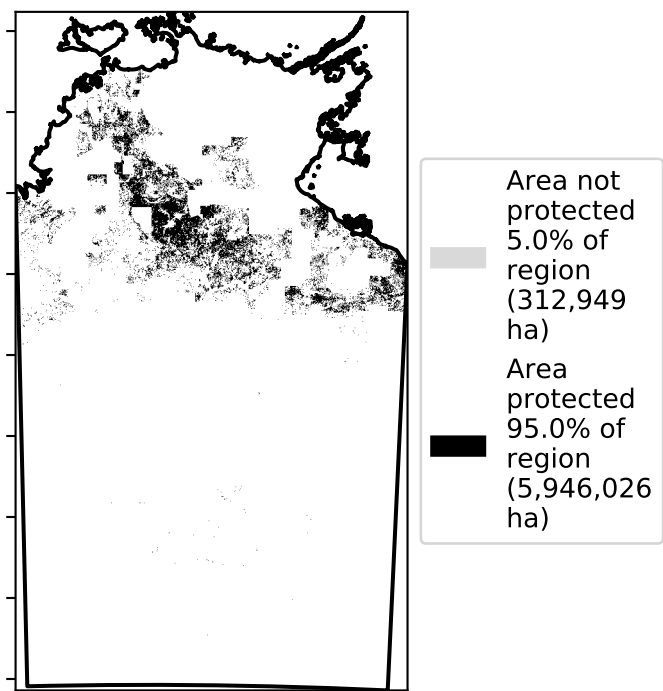 Area not
protected
5.0% of
region
(312,949
ha)
Area
protected
95.0% of
region
(5,946,026
ha)